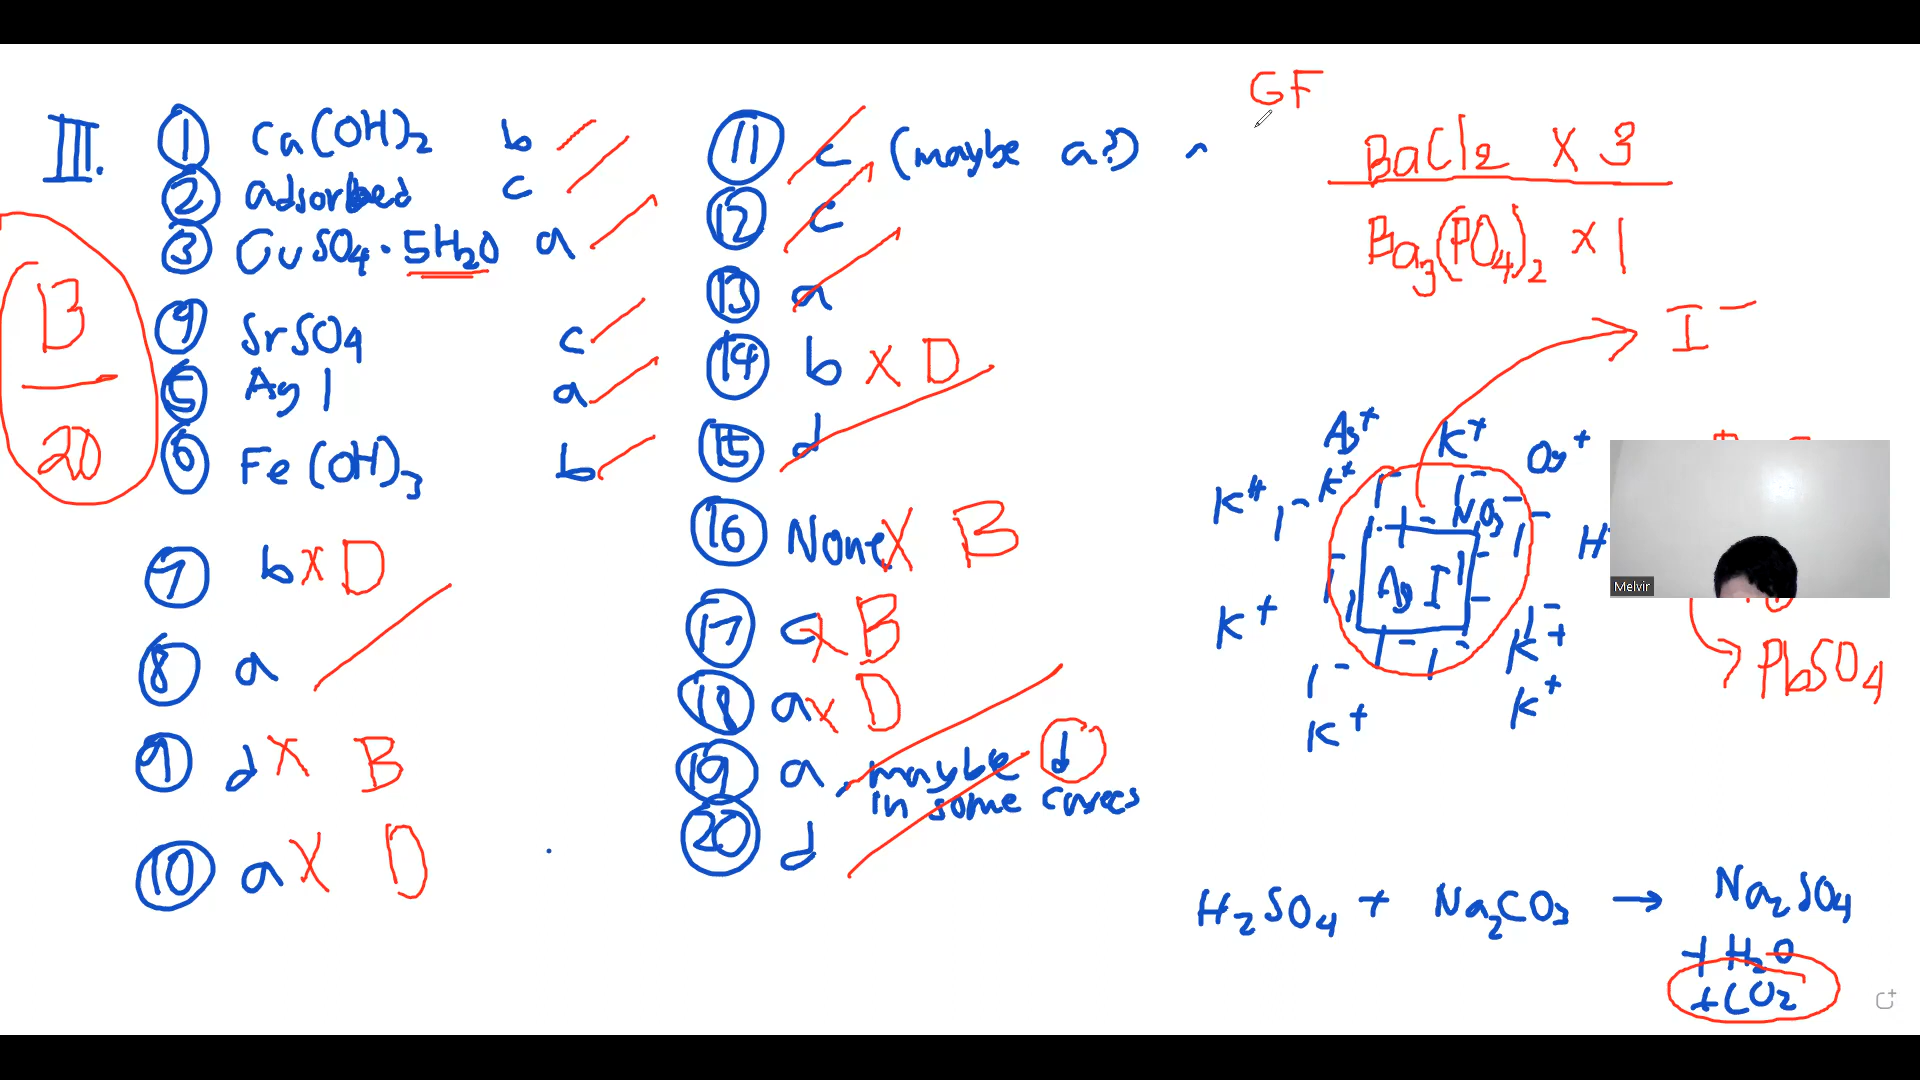 III.
① Ca(OH)₂ b
② adsorbed c
③ CuSO₄ · 5H₂O a
④ SrSO₄ c
⑤ AgI a
⑥ Fe(OH)₃ b
⑦ b X D
⑧ a
⑨ d X B
⑩ a X D
13
20
⑪ c (maybe a?)
⑫ c
⑬ a
⑭ b X D
⑮ d
⑯ None X B
⑰ c X B
⑱ a X D
⑲ a, maybe d
in some cases
⑳ d
GF
BaCl₂ X 3
Ba₃(PO₄)₂ X 1
I⁻
Ag⁺ K⁺
K⁺ I⁻ K⁺ I⁻ I⁻
NO₃⁻
AgI
K⁺
I⁻ K⁺
K⁺ K⁺
Melvir
PbSO₄
H₂SO₄ + Na₂CO₃ → Na₂SO₄
+ H₂O
+ CO₂